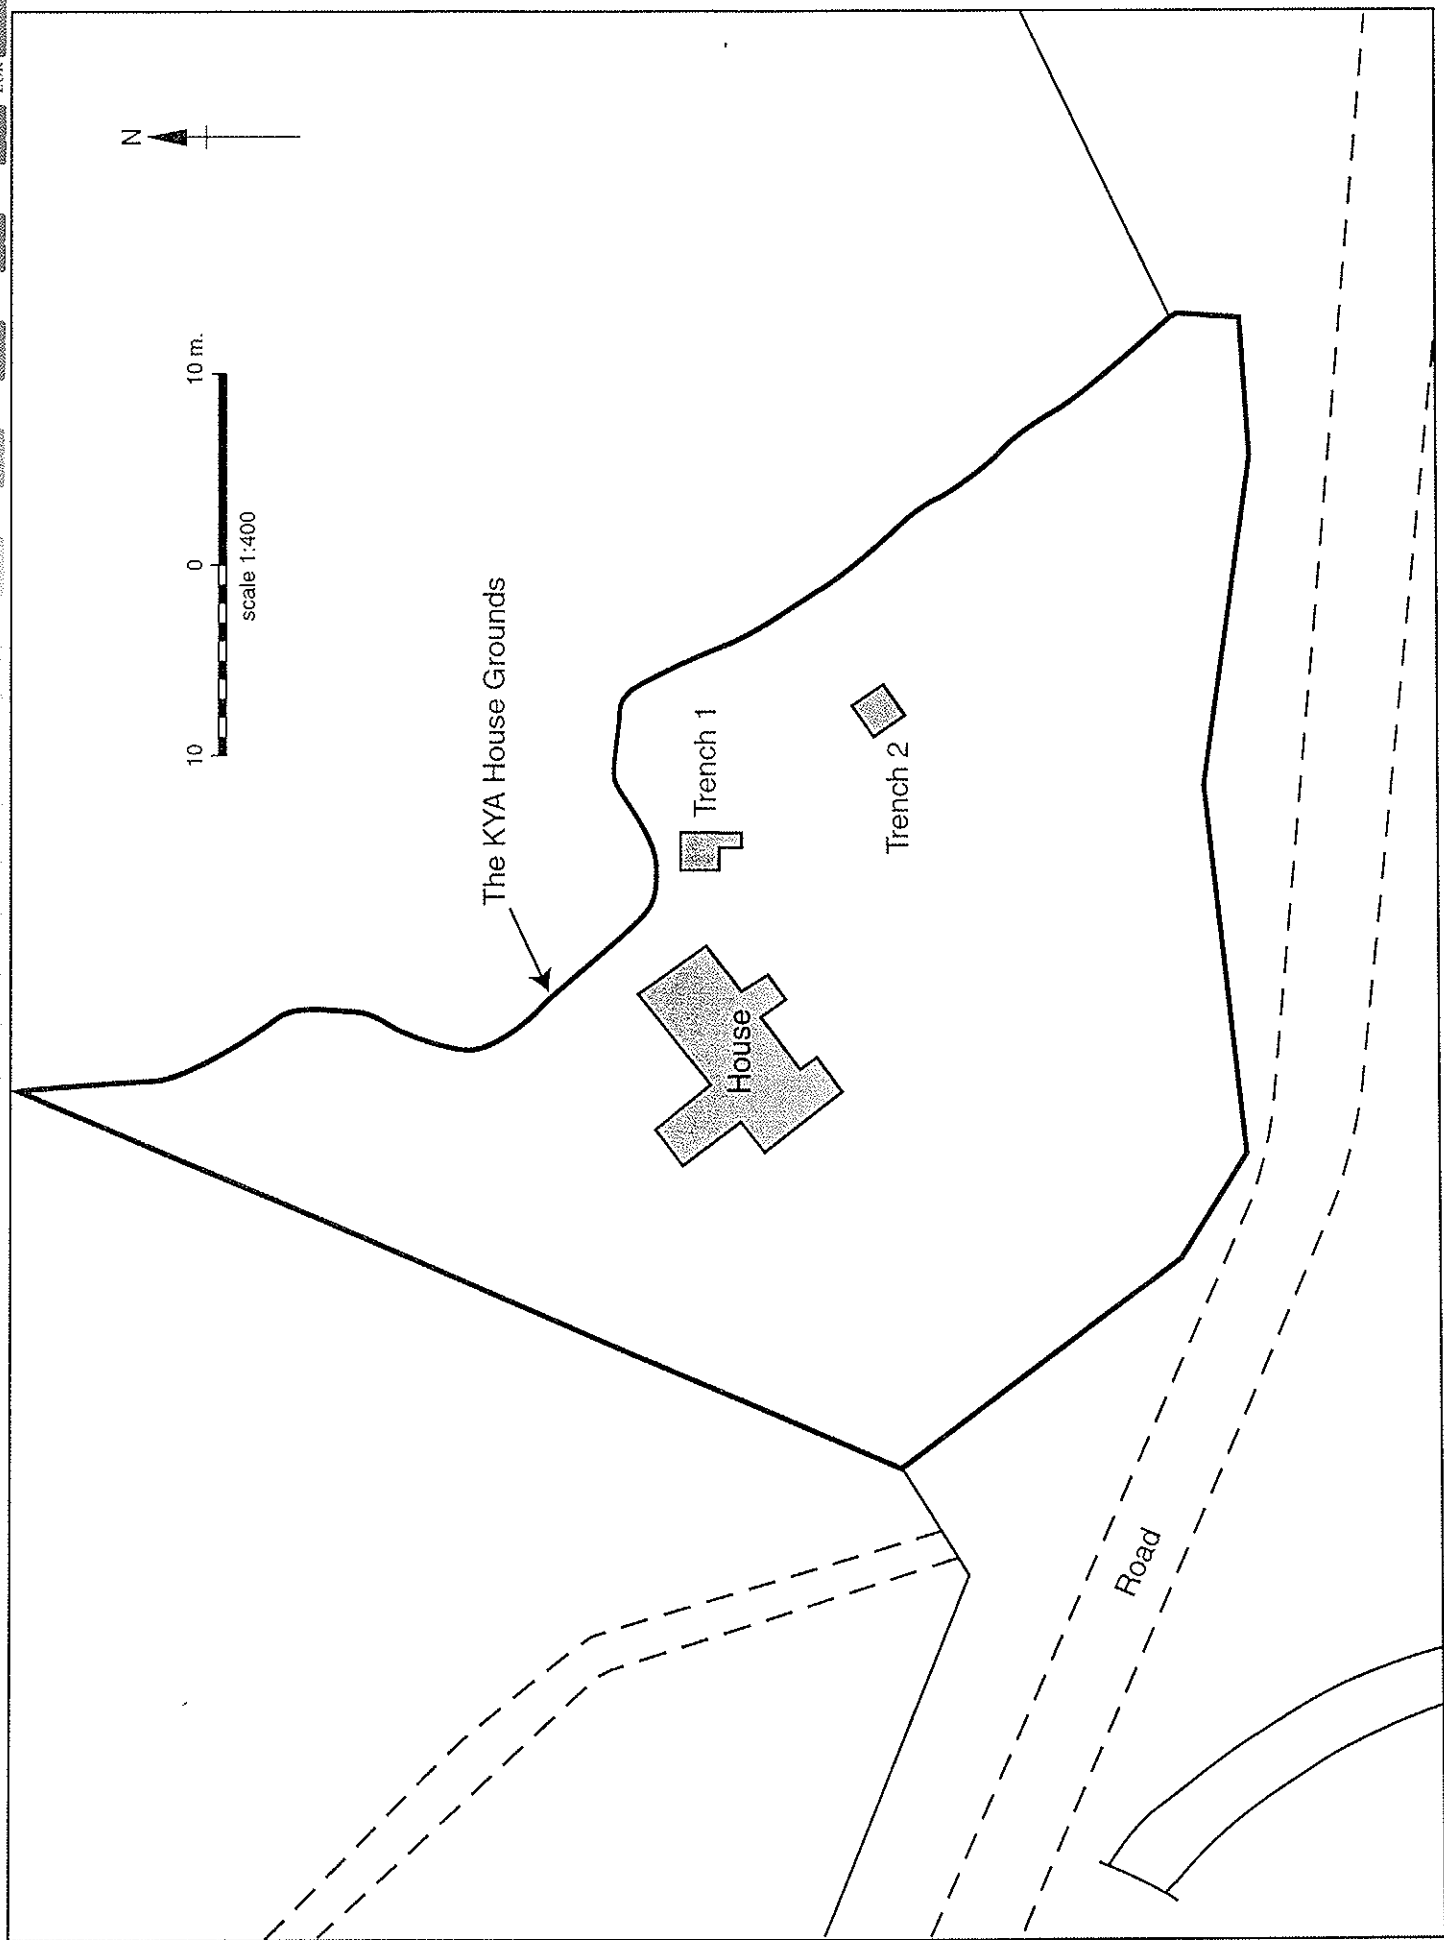 N
10 0 10 m.
scale 1:400
The KYA House Grounds
Trench 1
Trench 2
House
Road